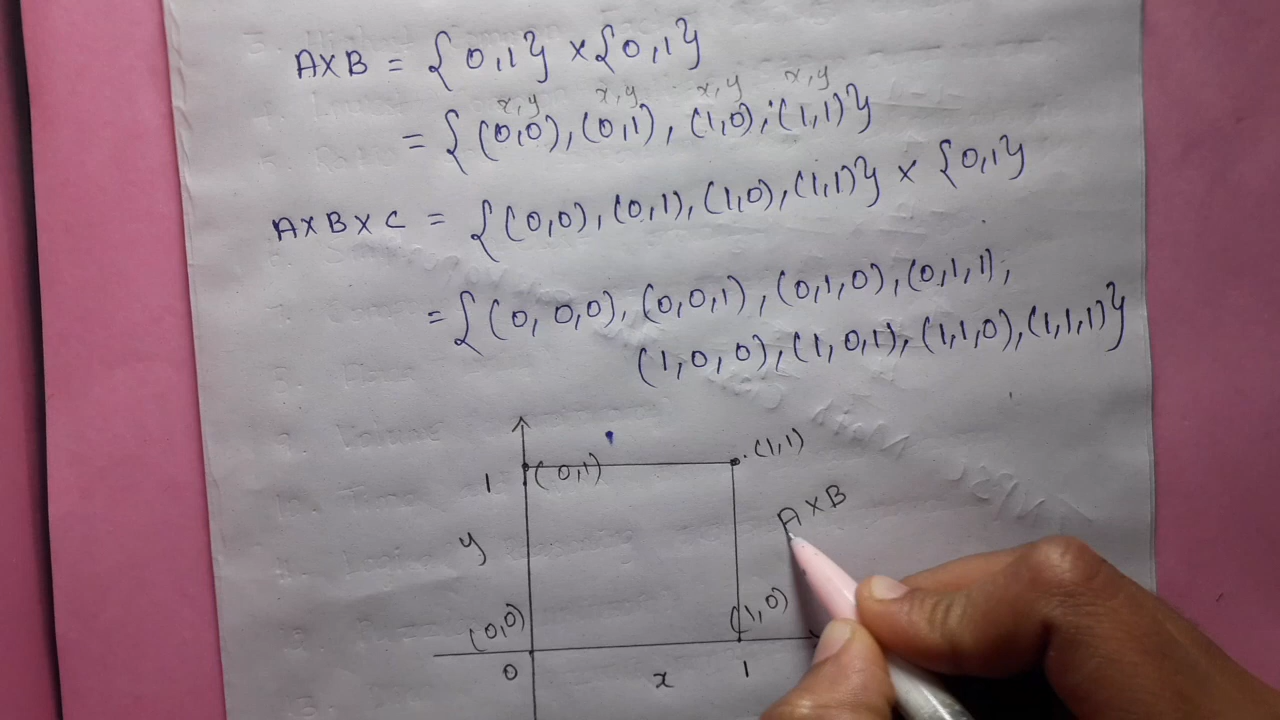 A×B = {0,1} ×{0,1}
x,y x,y x,y x,y
= {(0,0), (0,1), (1,0), (1,1)}
A×B×C = {(0,0), (0,1), (1,0), (1,1)} × {0,1}
= {(0, 0,0), (0,0,1), (0,1,0), (0,1,1),
(1,0,0), (1,0,1), (1,1,0), (1,1,1)}
1 (0,1) (1,1)
A×B
y
(0,0) (1,0)
0 x 1